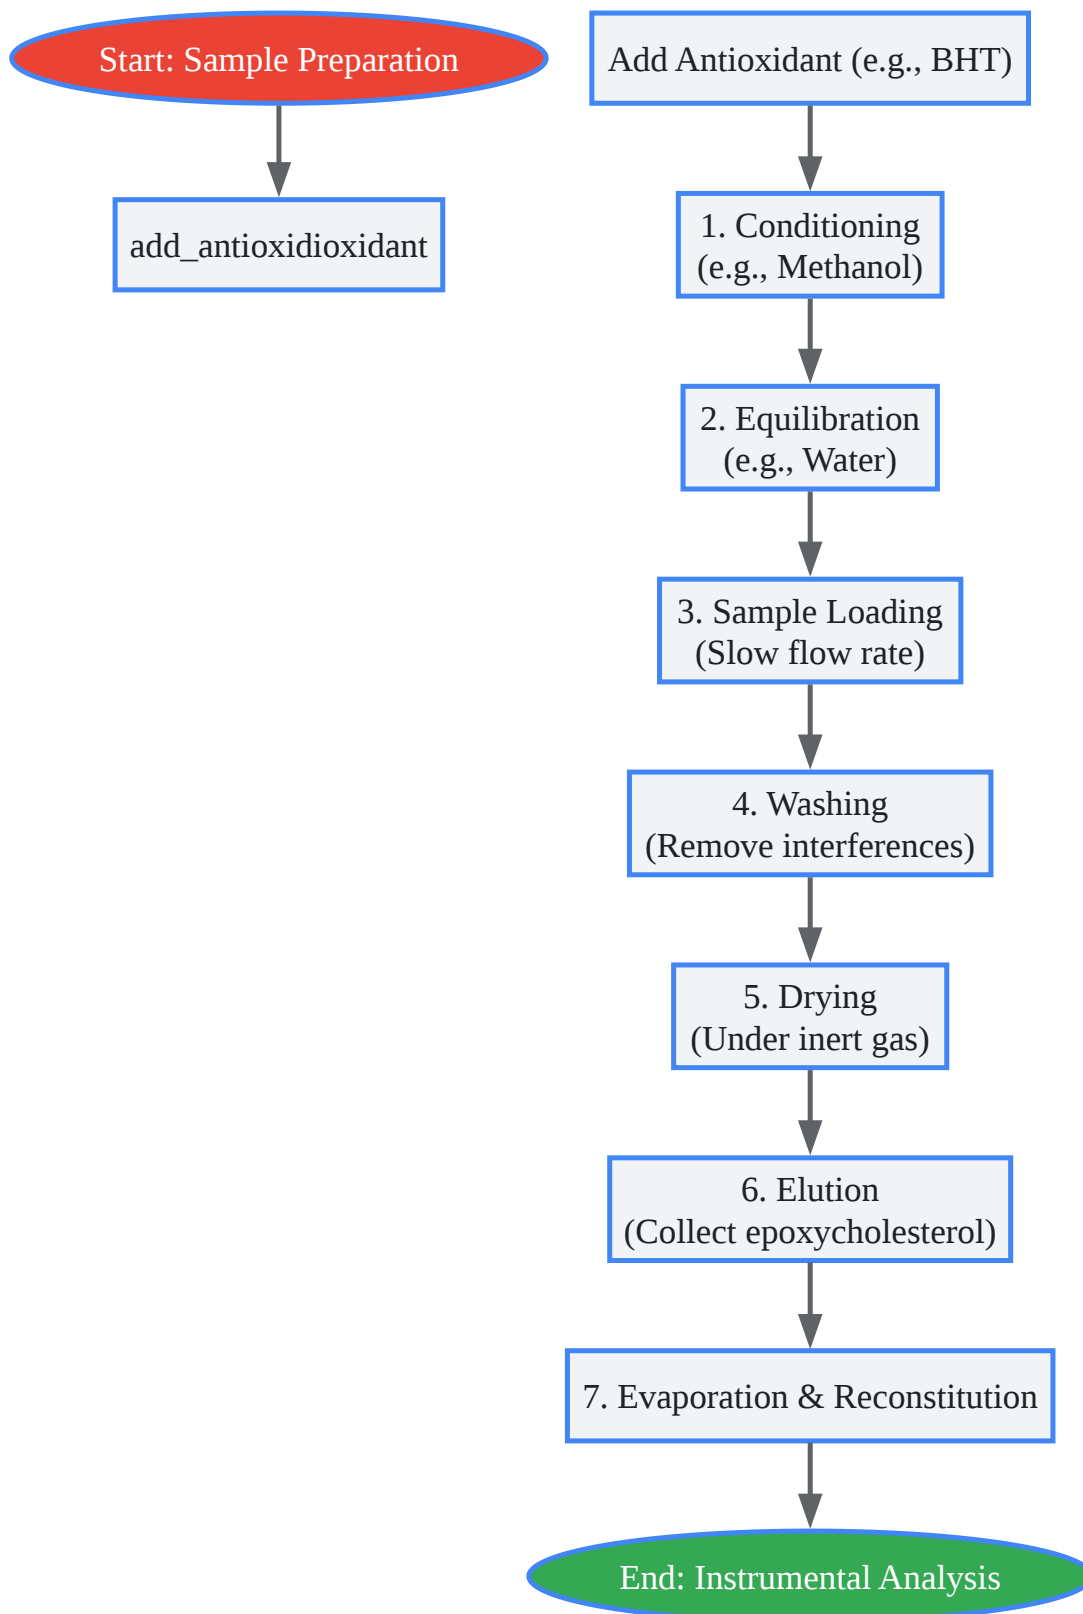 Start: Sample Preparation
add_antioxidioxidant
Add Antioxidant (e.g., BHT)
1. Conditioning
(e.g., Methanol)
2. Equilibration
(e.g., Water)
3. Sample Loading
(Slow flow rate)
4. Washing
(Remove interferences)
5. Drying
(Under inert gas)
6. Elution
(Collect epoxycholesterol)
7. Evaporation & Reconstitution
End: Instrumental Analysis